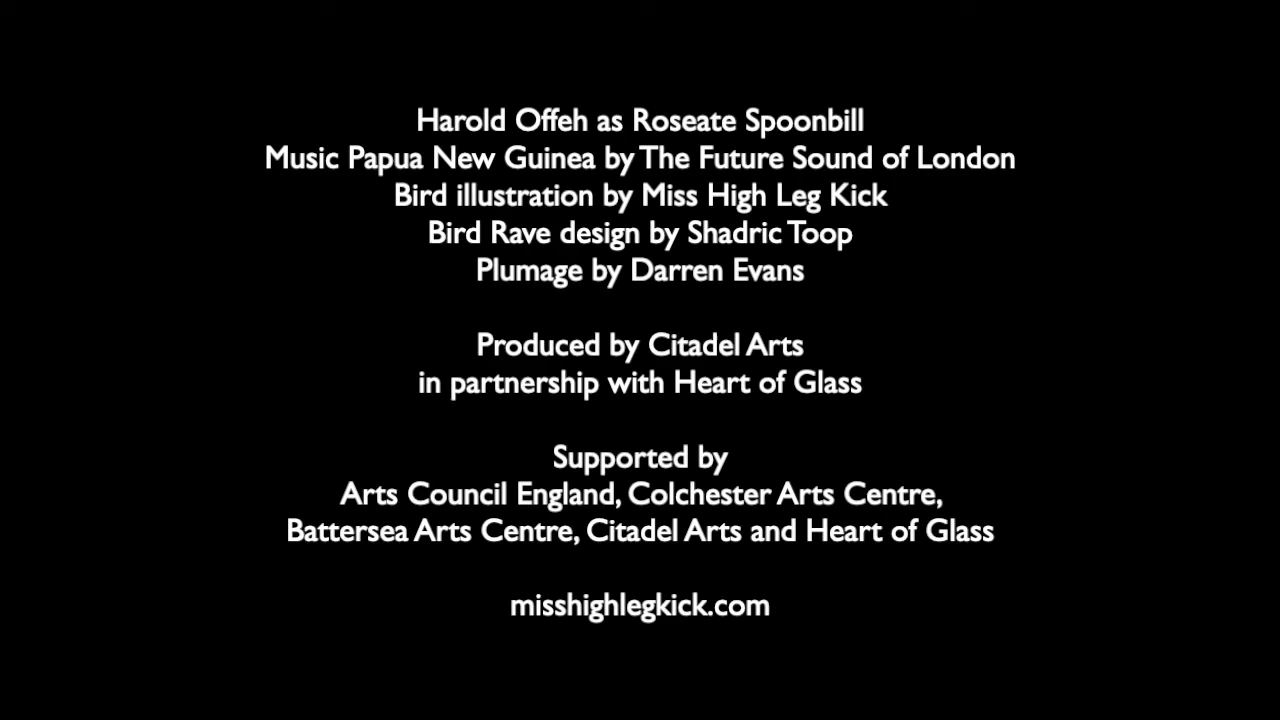 Harold Offeh as Roseate Spoonbill
Music Papua New Guinea by The Future Sound of London
Bird illustration by Miss High Leg Kick
Bird Rave design by Shadric Toop
Plumage by Darren Evans
Produced by Citadel Arts
in partnership with Heart of Glass
Supported by
Arts Council England, Colchester Arts Centre,
Battersea Arts Centre, Citadel Arts and Heart of Glass
misshighlegkick.com